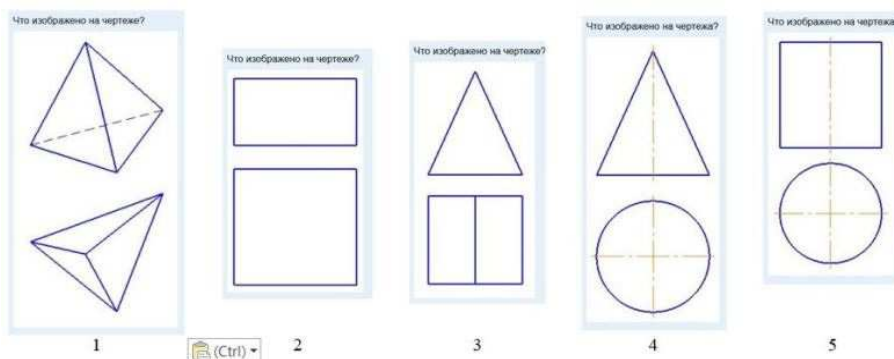 Что изображено на чертеже?
Что изображено на чертеже?
Что изображено на чертеже?
Что изображено на чертежа?
Что изображено на чертежа
1
2
3
4
5
(Ctrl)